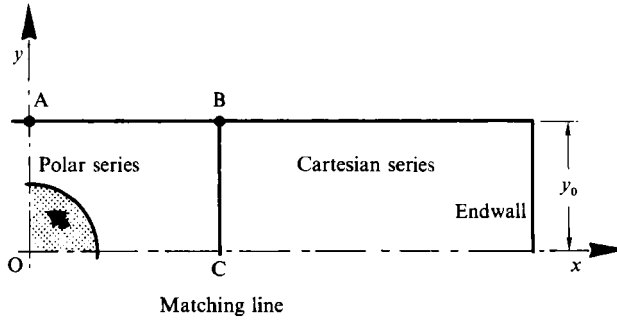 y
A
B
Polar series
Cartesian series
y₀
Endwall
O
C
x
Matching line